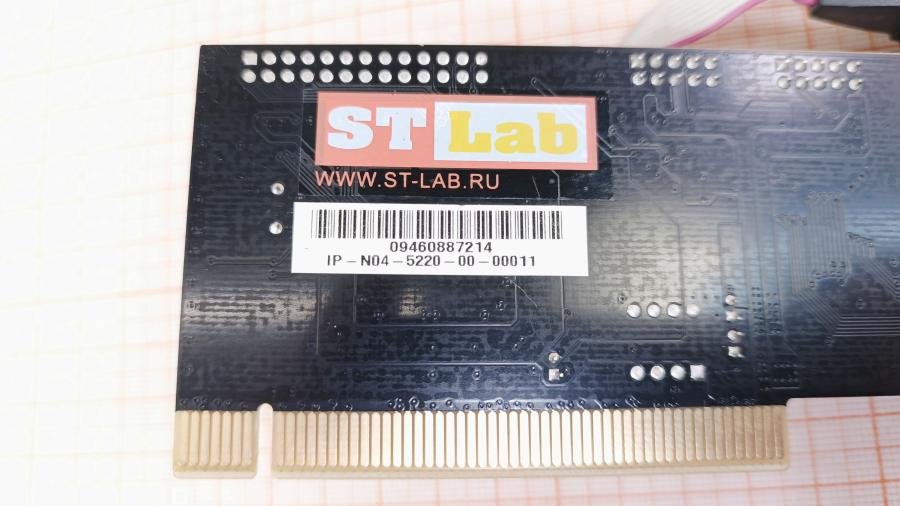 ST Lab
WWW.ST-LAB.RU
09460887214
IP - N04 - 5220 - 00 - 00011